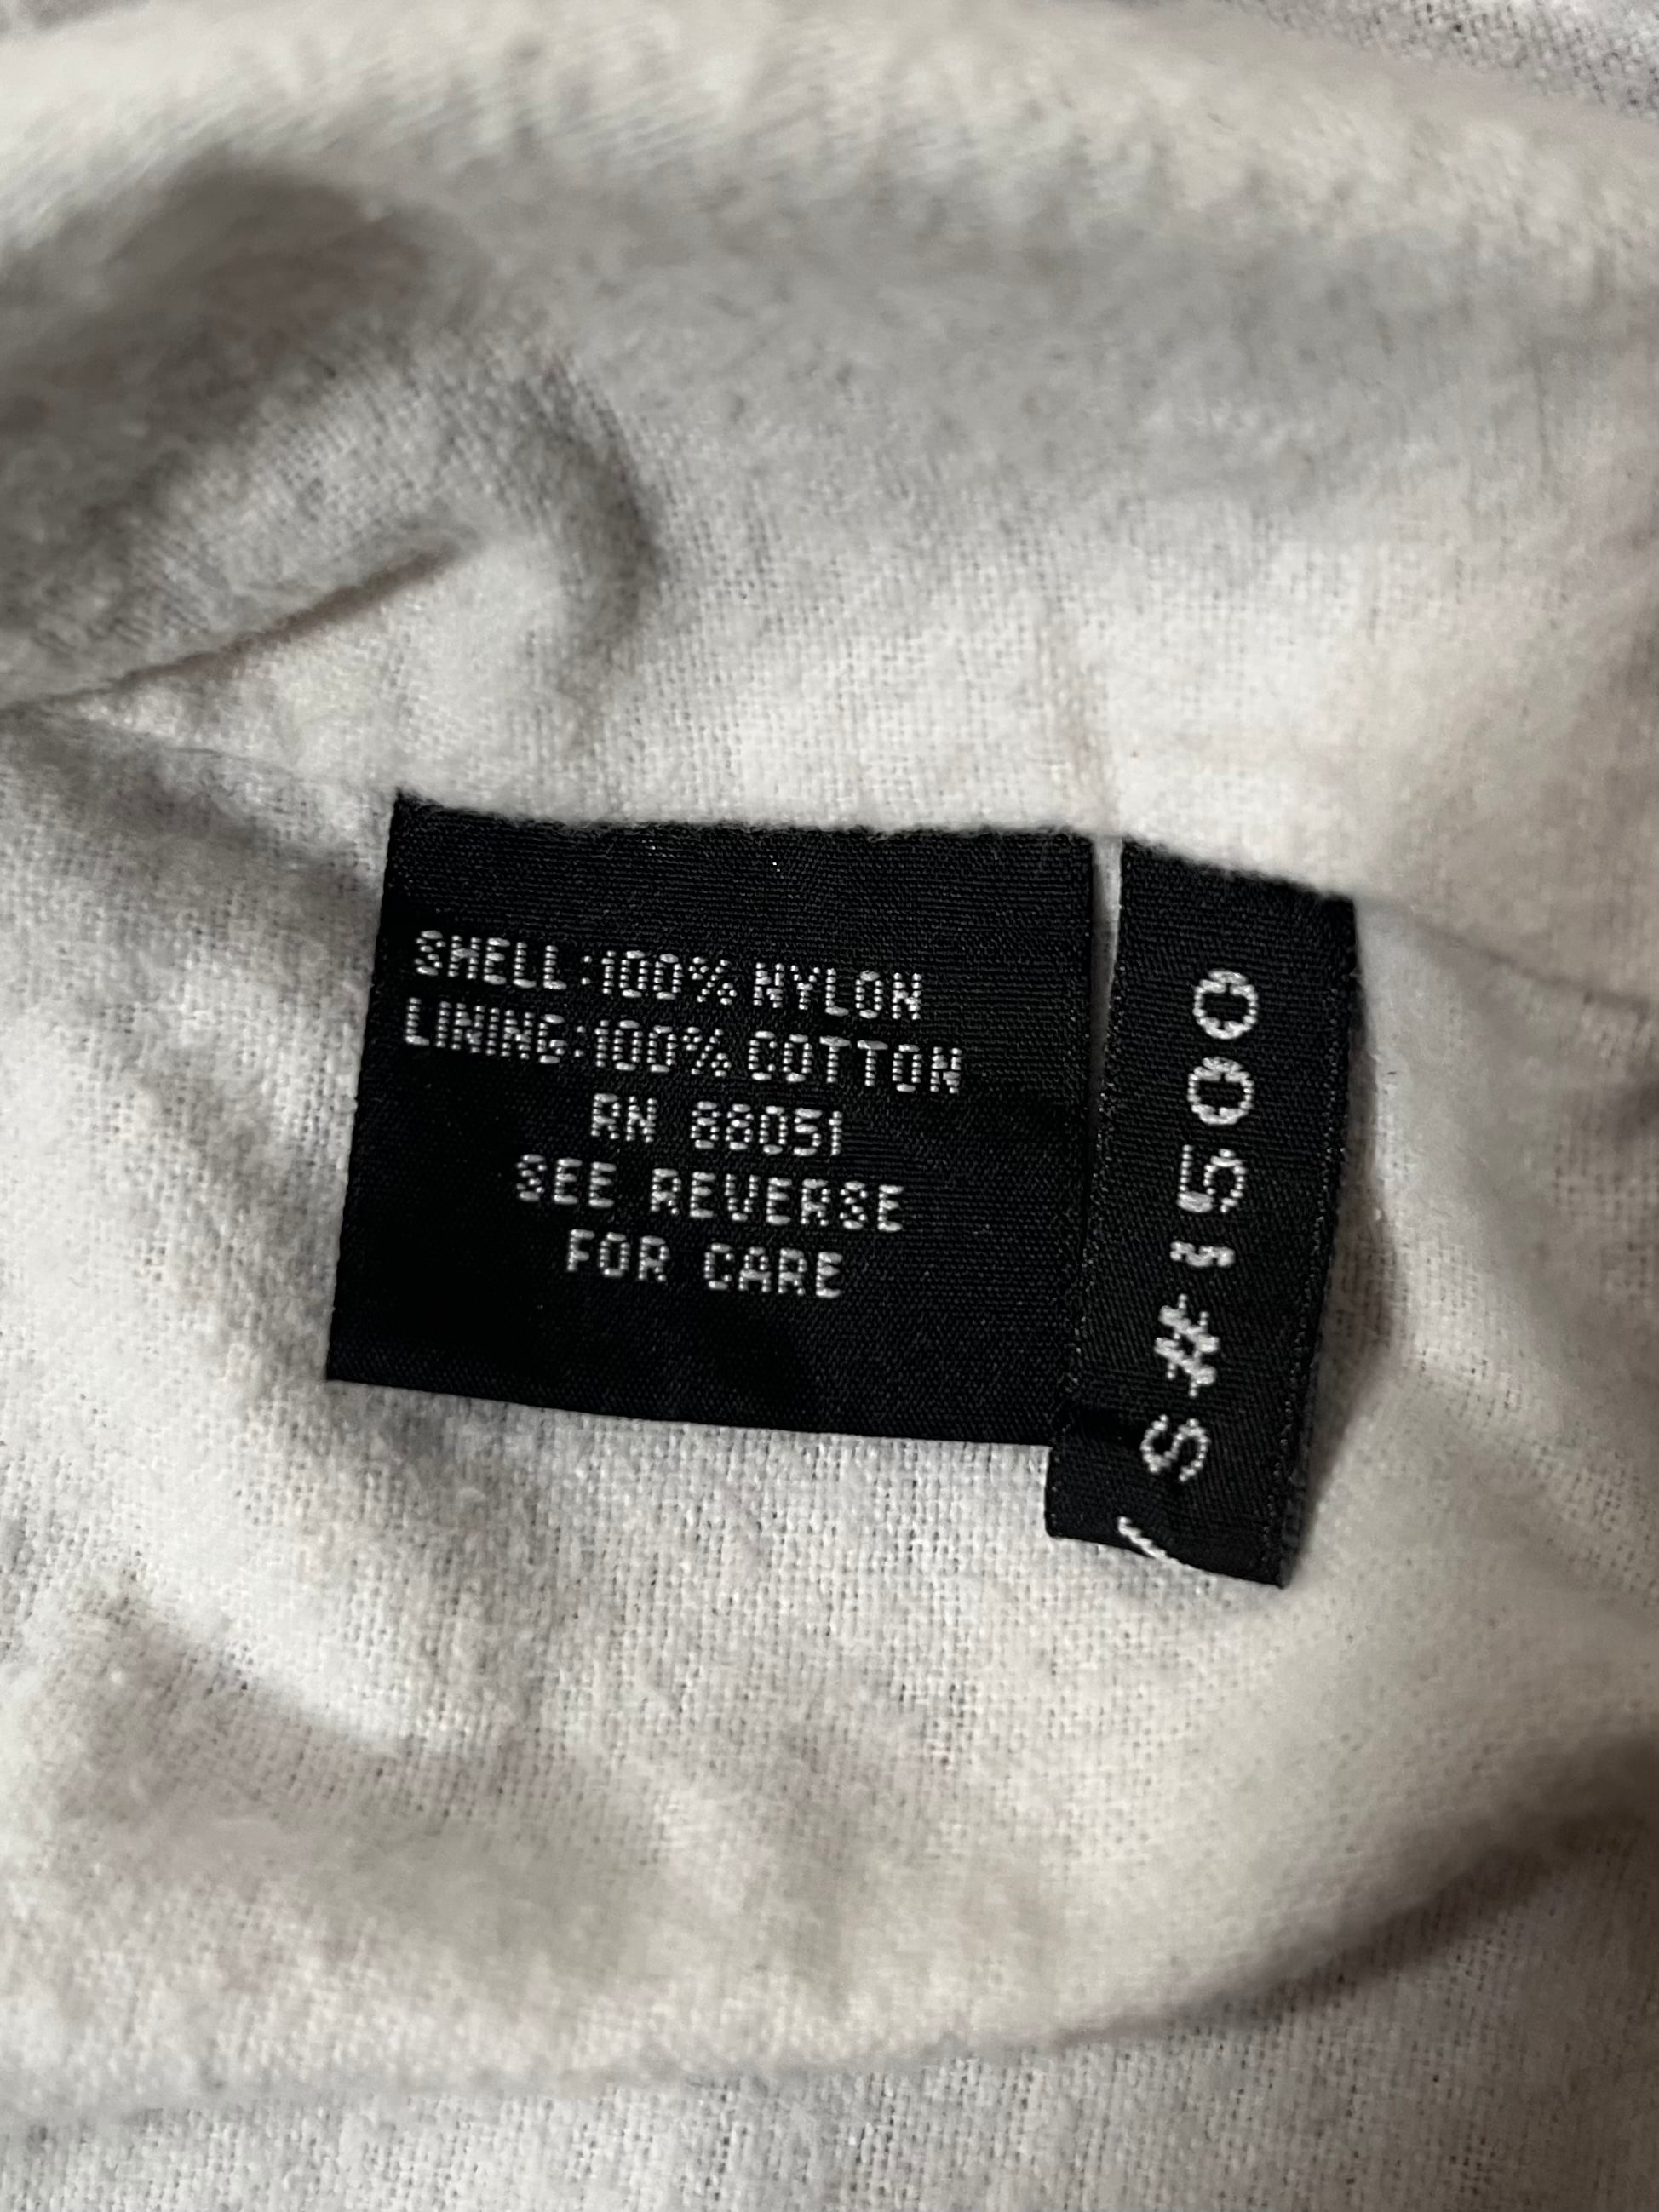 SHELL:100% NYLON
LINING:100% COTTON
RN 88051
SEE REVERSE
FOR CARE
S#1500